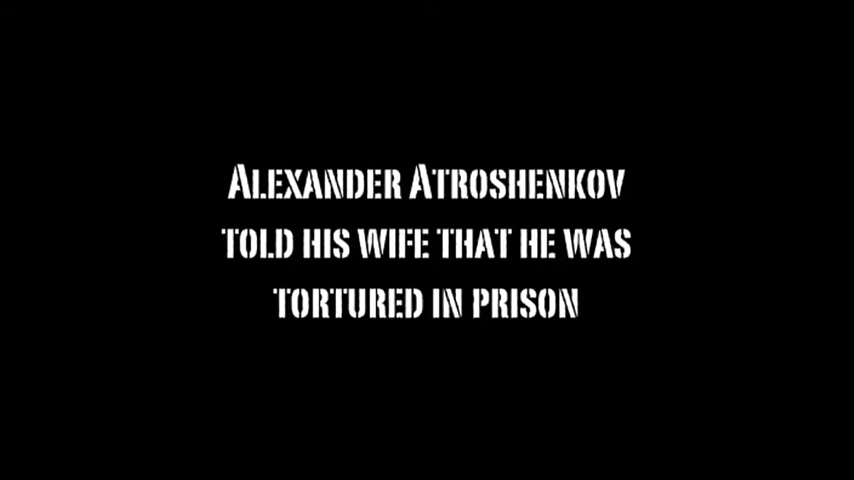 Alexander Atroshenkov
told his wife that he was
tortured in prison